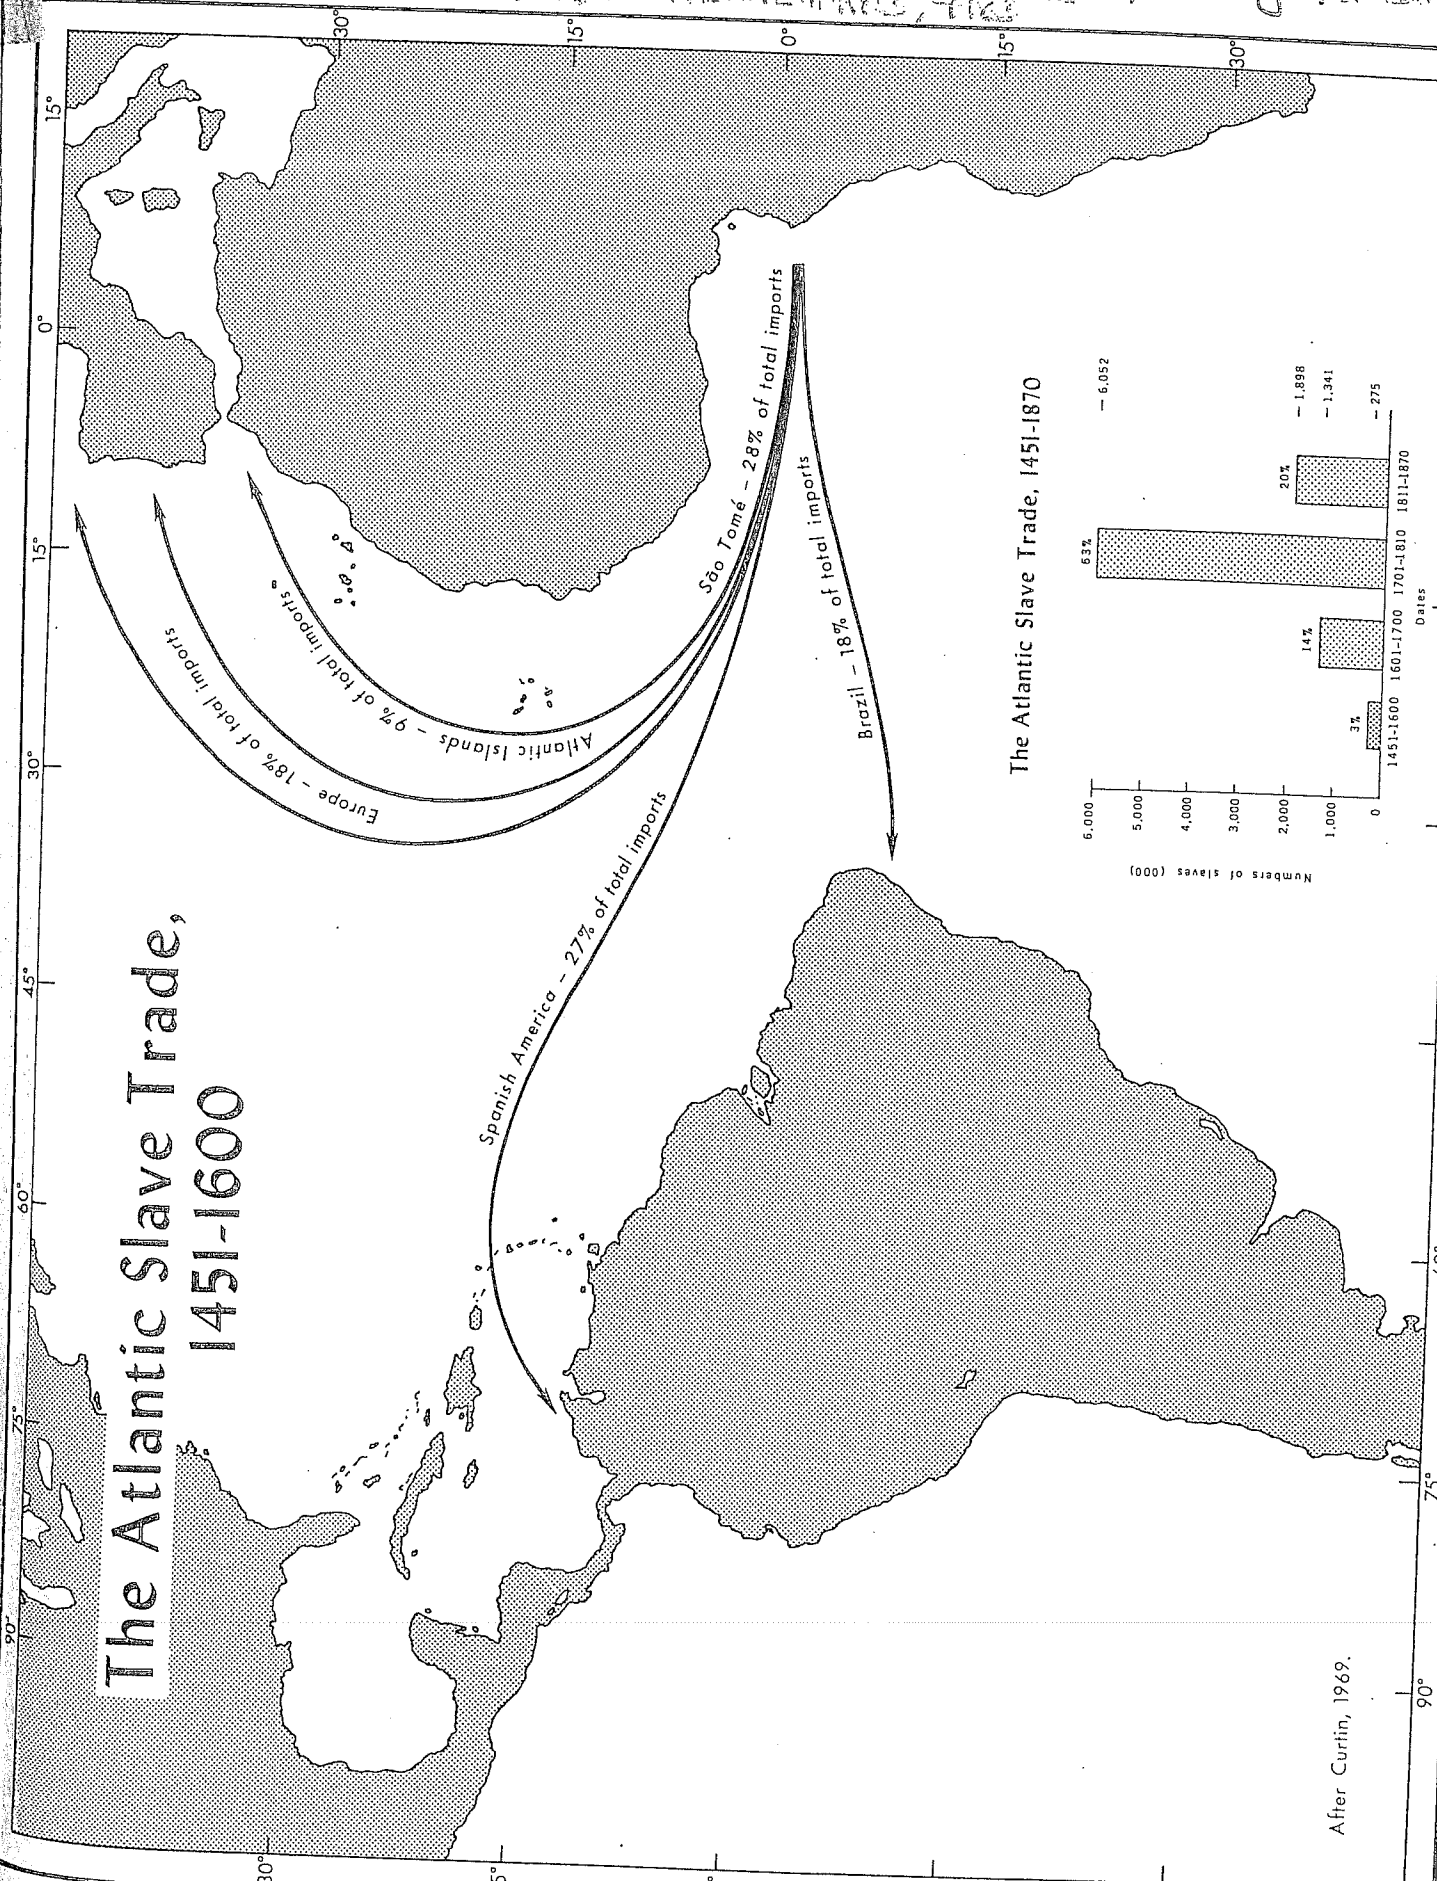 The Atlantic Slave Trade,
1451-1600
90°
75°
60°
45°
30°
15°
0°
15°
30°
15°
0°
15°
30°
Europe – 18% of total imports
Atlantic Islands – 9% of total imports
São Tomé – 28% of total imports
Spanish America – 27% of total imports
Brazil – 18% of total imports
The Atlantic Slave Trade, 1451-1870
Numbers of slaves (000)
6,000
5,000
4,000
3,000
2,000
1,000
0
3%
14%
63%
20%
– 6,052
– 1,898
– 1,341
– 275
1451-1600 1601-1700 1701-1810 1811-1870
Dates
After Curtin, 1969.
90°
75°